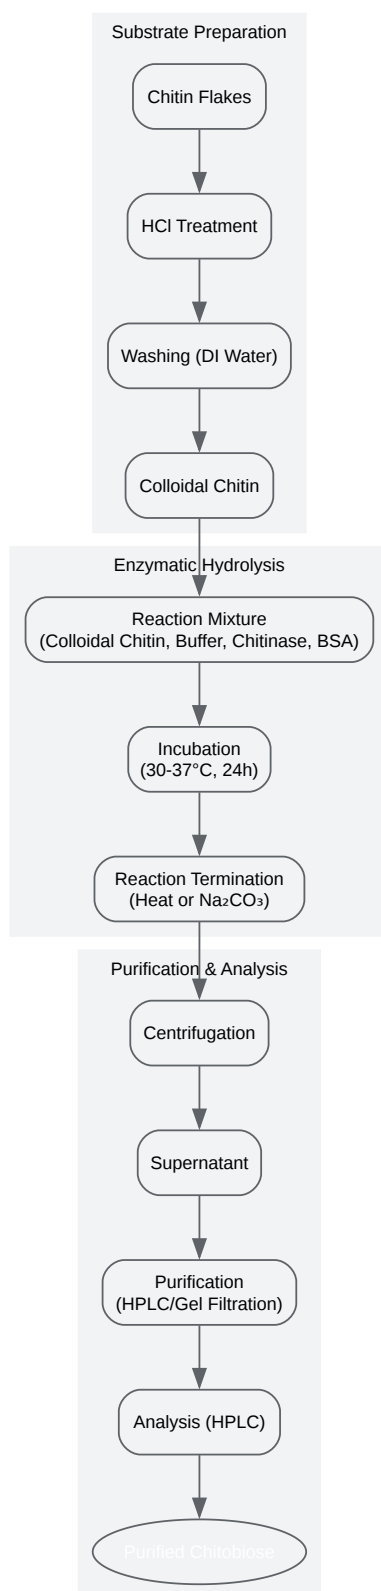 Substrate Preparation
Chitin Flakes
HCl Treatment
Washing (DI Water)
Colloidal Chitin
Enzymatic Hydrolysis
Reaction Mixture
(Colloidal Chitin, Buffer, Chitinase, BSA)
Incubation
(30-37°C, 24h)
Reaction Termination
(Heat or Na₂CO₃)
Purification & Analysis
Centrifugation
Supernatant
Purification
(HPLC/Gel Filtration)
Analysis (HPLC)
Purified Chitobiose